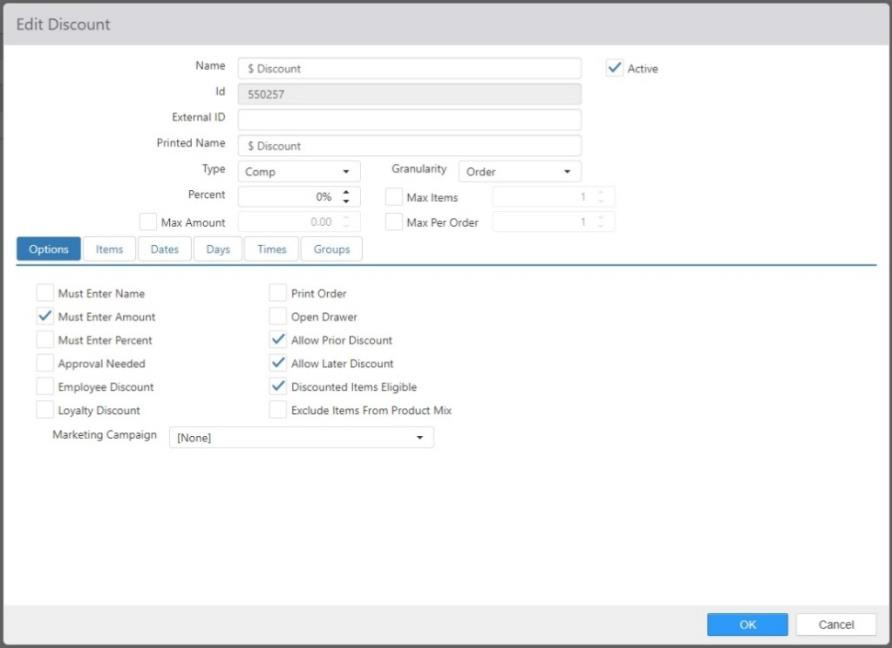 Edit Discount
Name $ Discount Active
Id 550257
External ID
Printed Name $ Discount
Type Comp Granularity Order
Percent 0% Max Items 1
Max Amount 0.00 Max Per Order 1
Options Items Dates Days Times Groups
Must Enter Name Print Order
Must Enter Amount Open Drawer
Must Enter Percent Allow Prior Discount
Approval Needed Allow Later Discount
Employee Discount Discounted Items Eligible
Loyalty Discount Exclude Items From Product Mix
Marketing Campaign [None]
OK Cancel